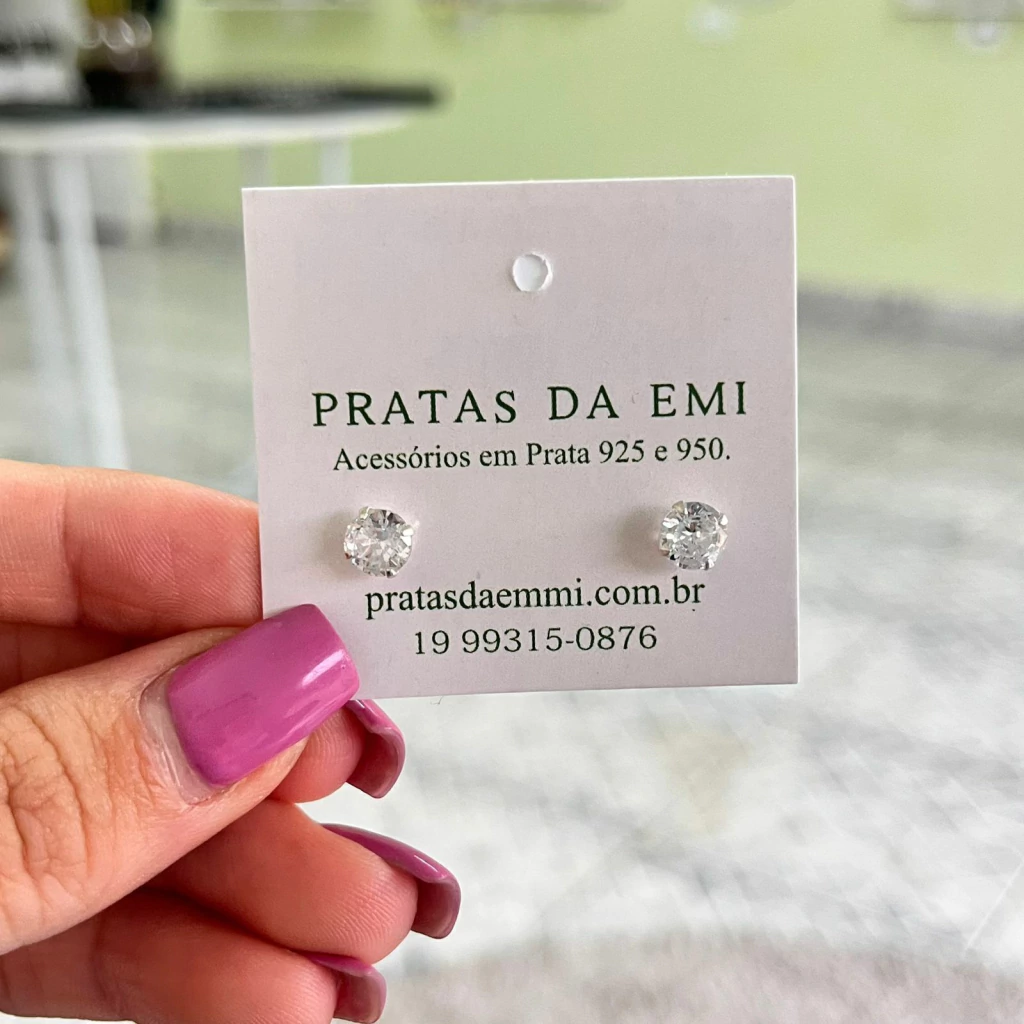 PRATAS DA EMI
Acessórios em Prata 925 e 950.
pratasdaemmi.com.br
19 99315-0876